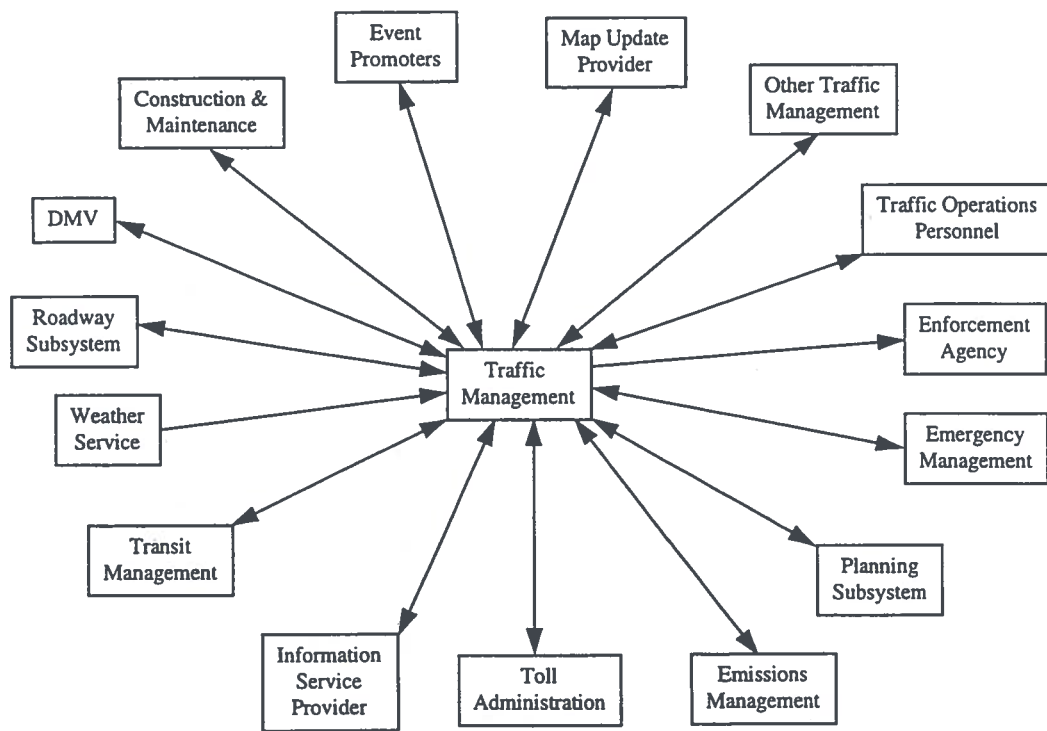 Event
Promoters
Map Update
Provider
Construction &
Maintenance
Other Traffic
Management
DMV
Traffic Operations
Personnel
Roadway
Subsystem
Enforcement
Agency
Traffic
Management
Weather
Service
Emergency
Management
Transit
Management
Planning
Subsystem
Information
Service
Provider
Toll
Administration
Emissions
Management